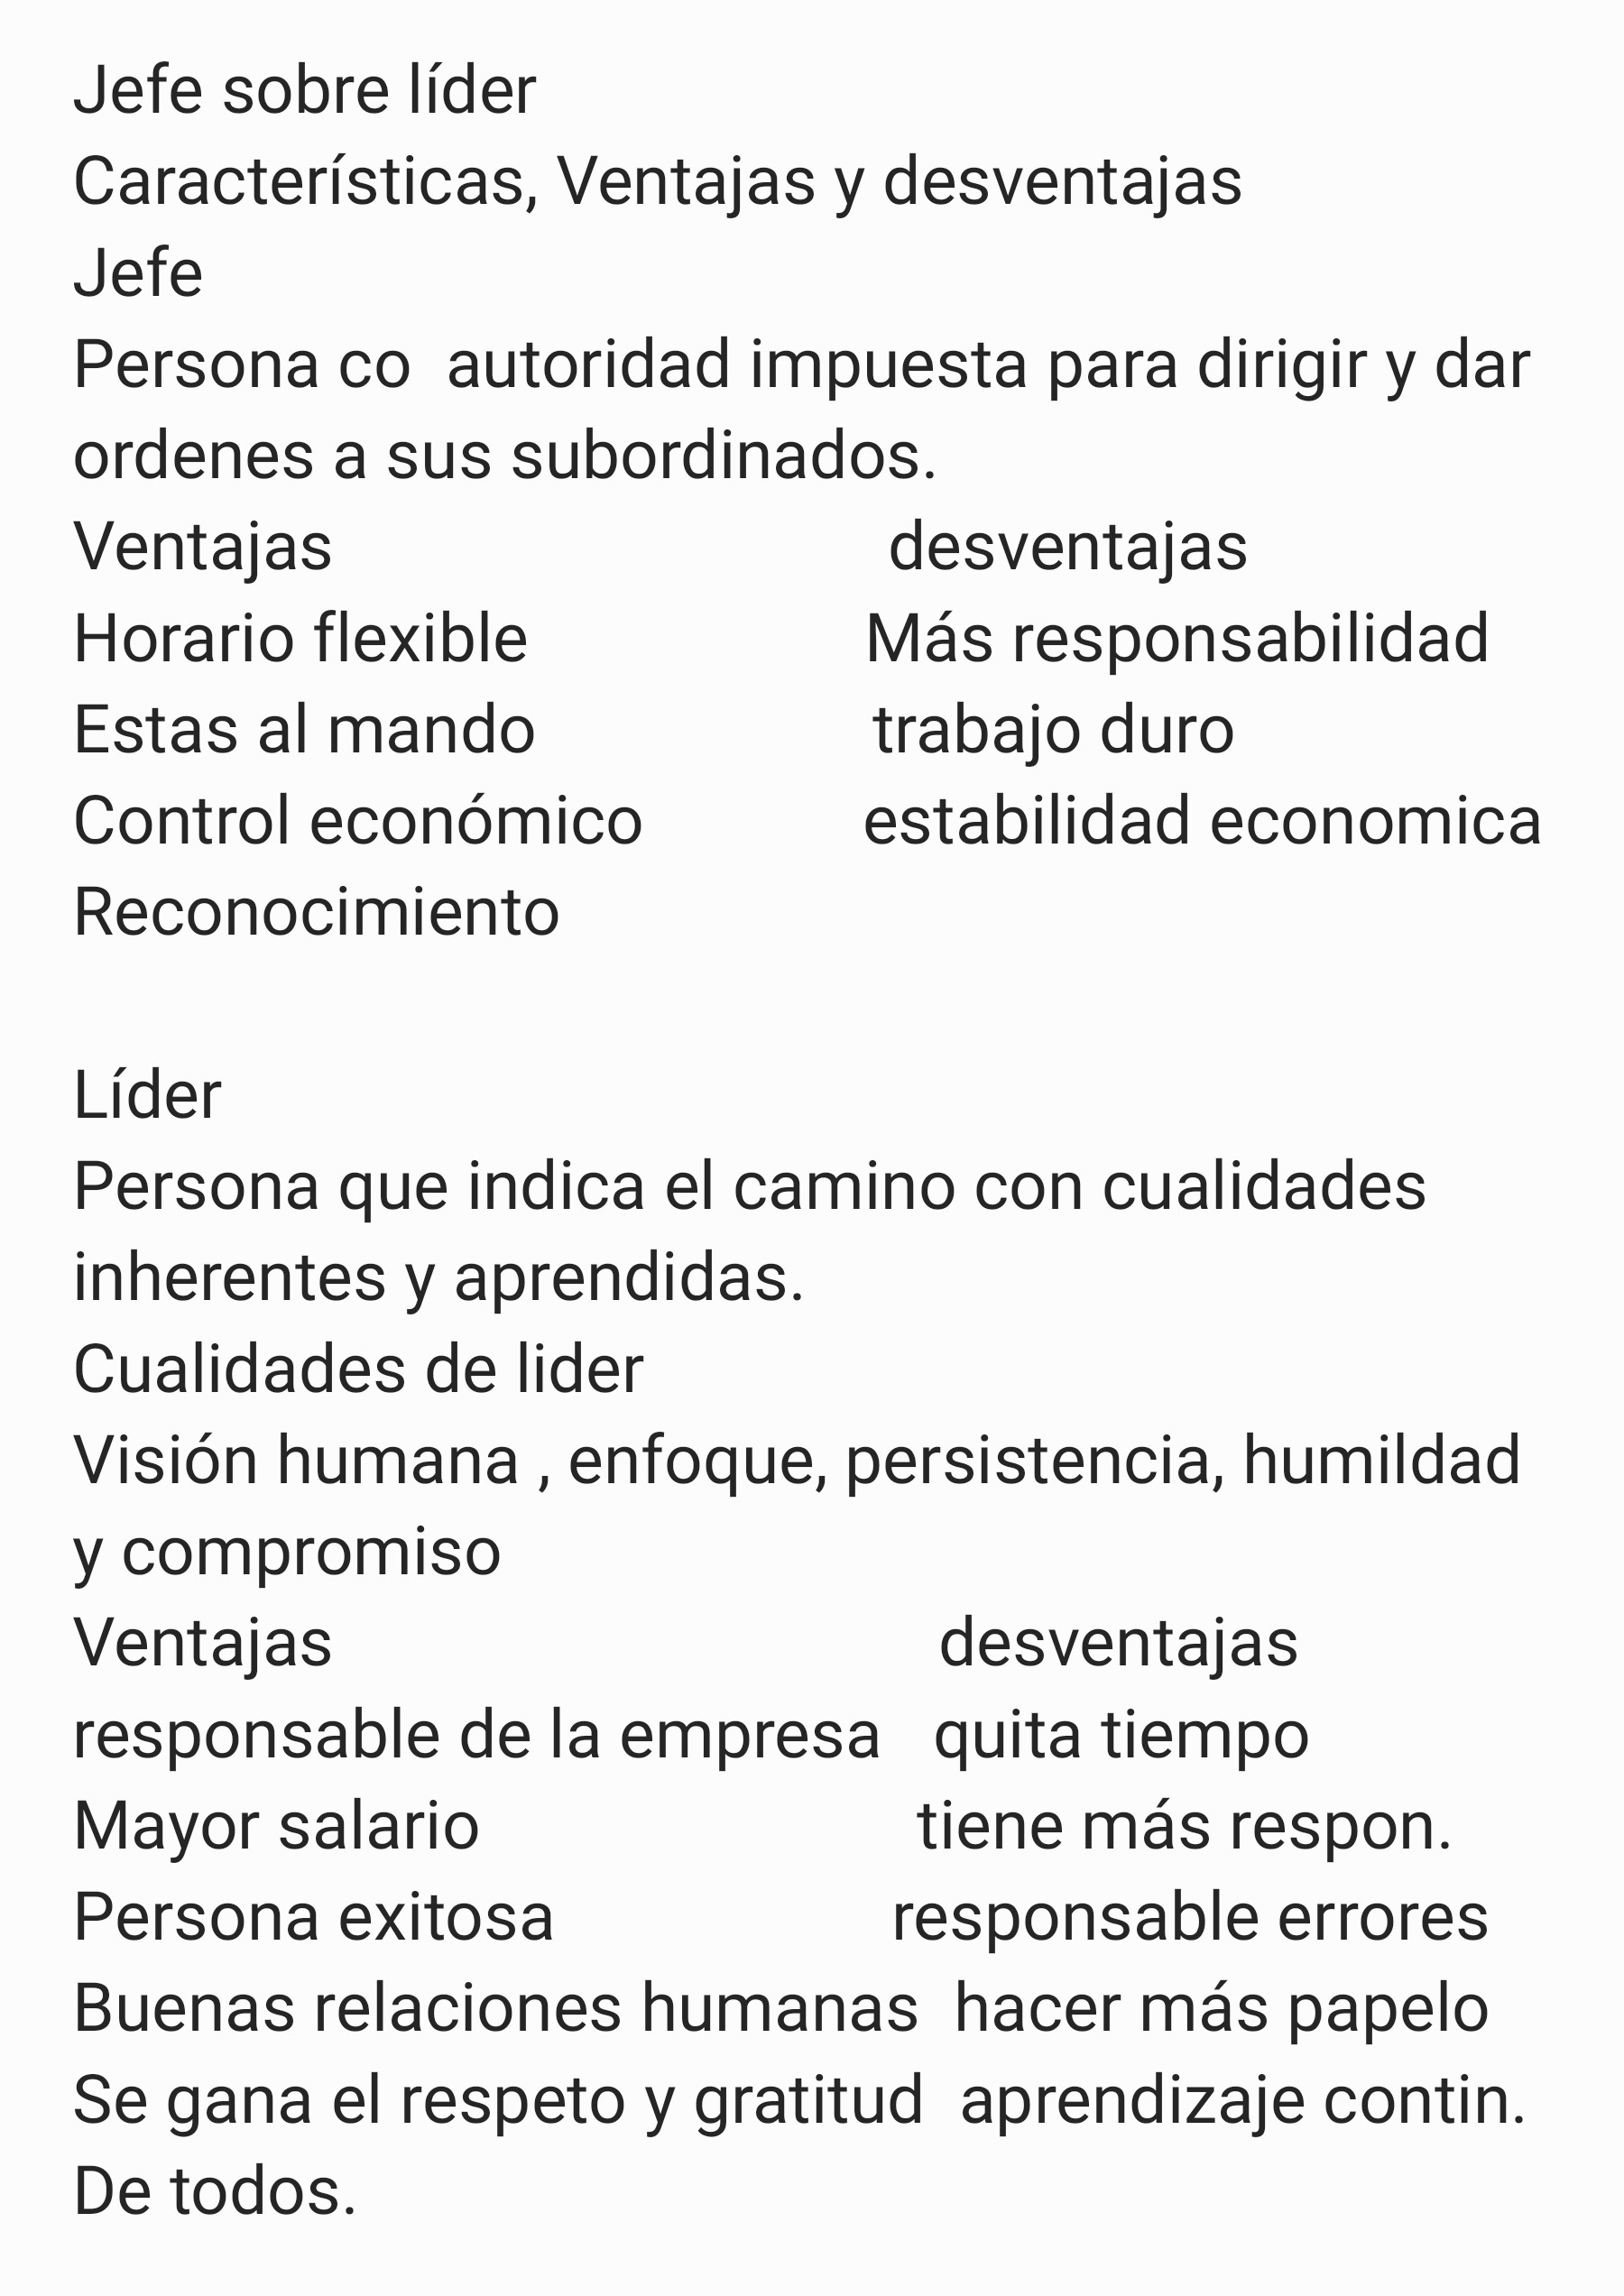 Jefe sobre líder
Características, Ventajas y desventajas
Jefe
Persona co  autoridad impuesta para dirigir y dar
ordenes a sus subordinados.
Ventajas                              desventajas
Horario flexible                  Más responsabilidad
Estas al mando                  trabajo duro
Control económico            estabilidad economica
Reconocimiento

Líder
Persona que indica el camino con cualidades
inherentes y aprendidas.
Cualidades de lider
Visión humana , enfoque, persistencia, humildad
y compromiso
Ventajas                                 desventajas
responsable de la empresa   quita tiempo
Mayor salario                        tiene más respon.
Persona exitosa                  responsable errores
Buenas relaciones humanas  hacer más papelo
Se gana el respeto y gratitud  aprendizaje contin.
De todos.